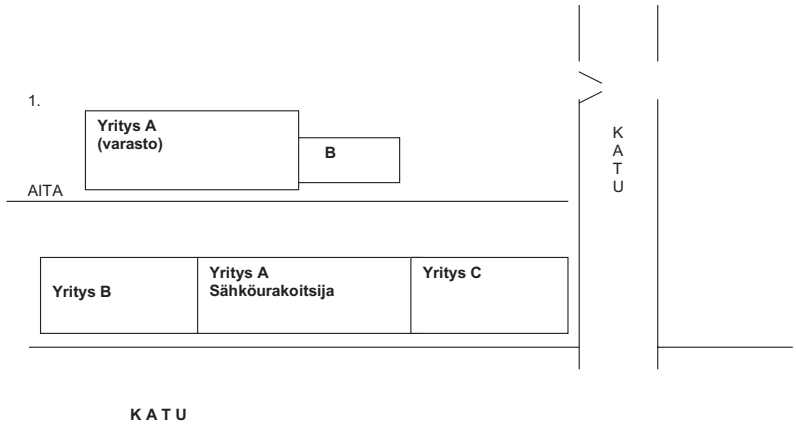 1.
Yritys A
(varasto)
B
K
A
T
U
AITA
Yritys B
Yritys A
Sähköurakoitsija
Yritys C
K A T U